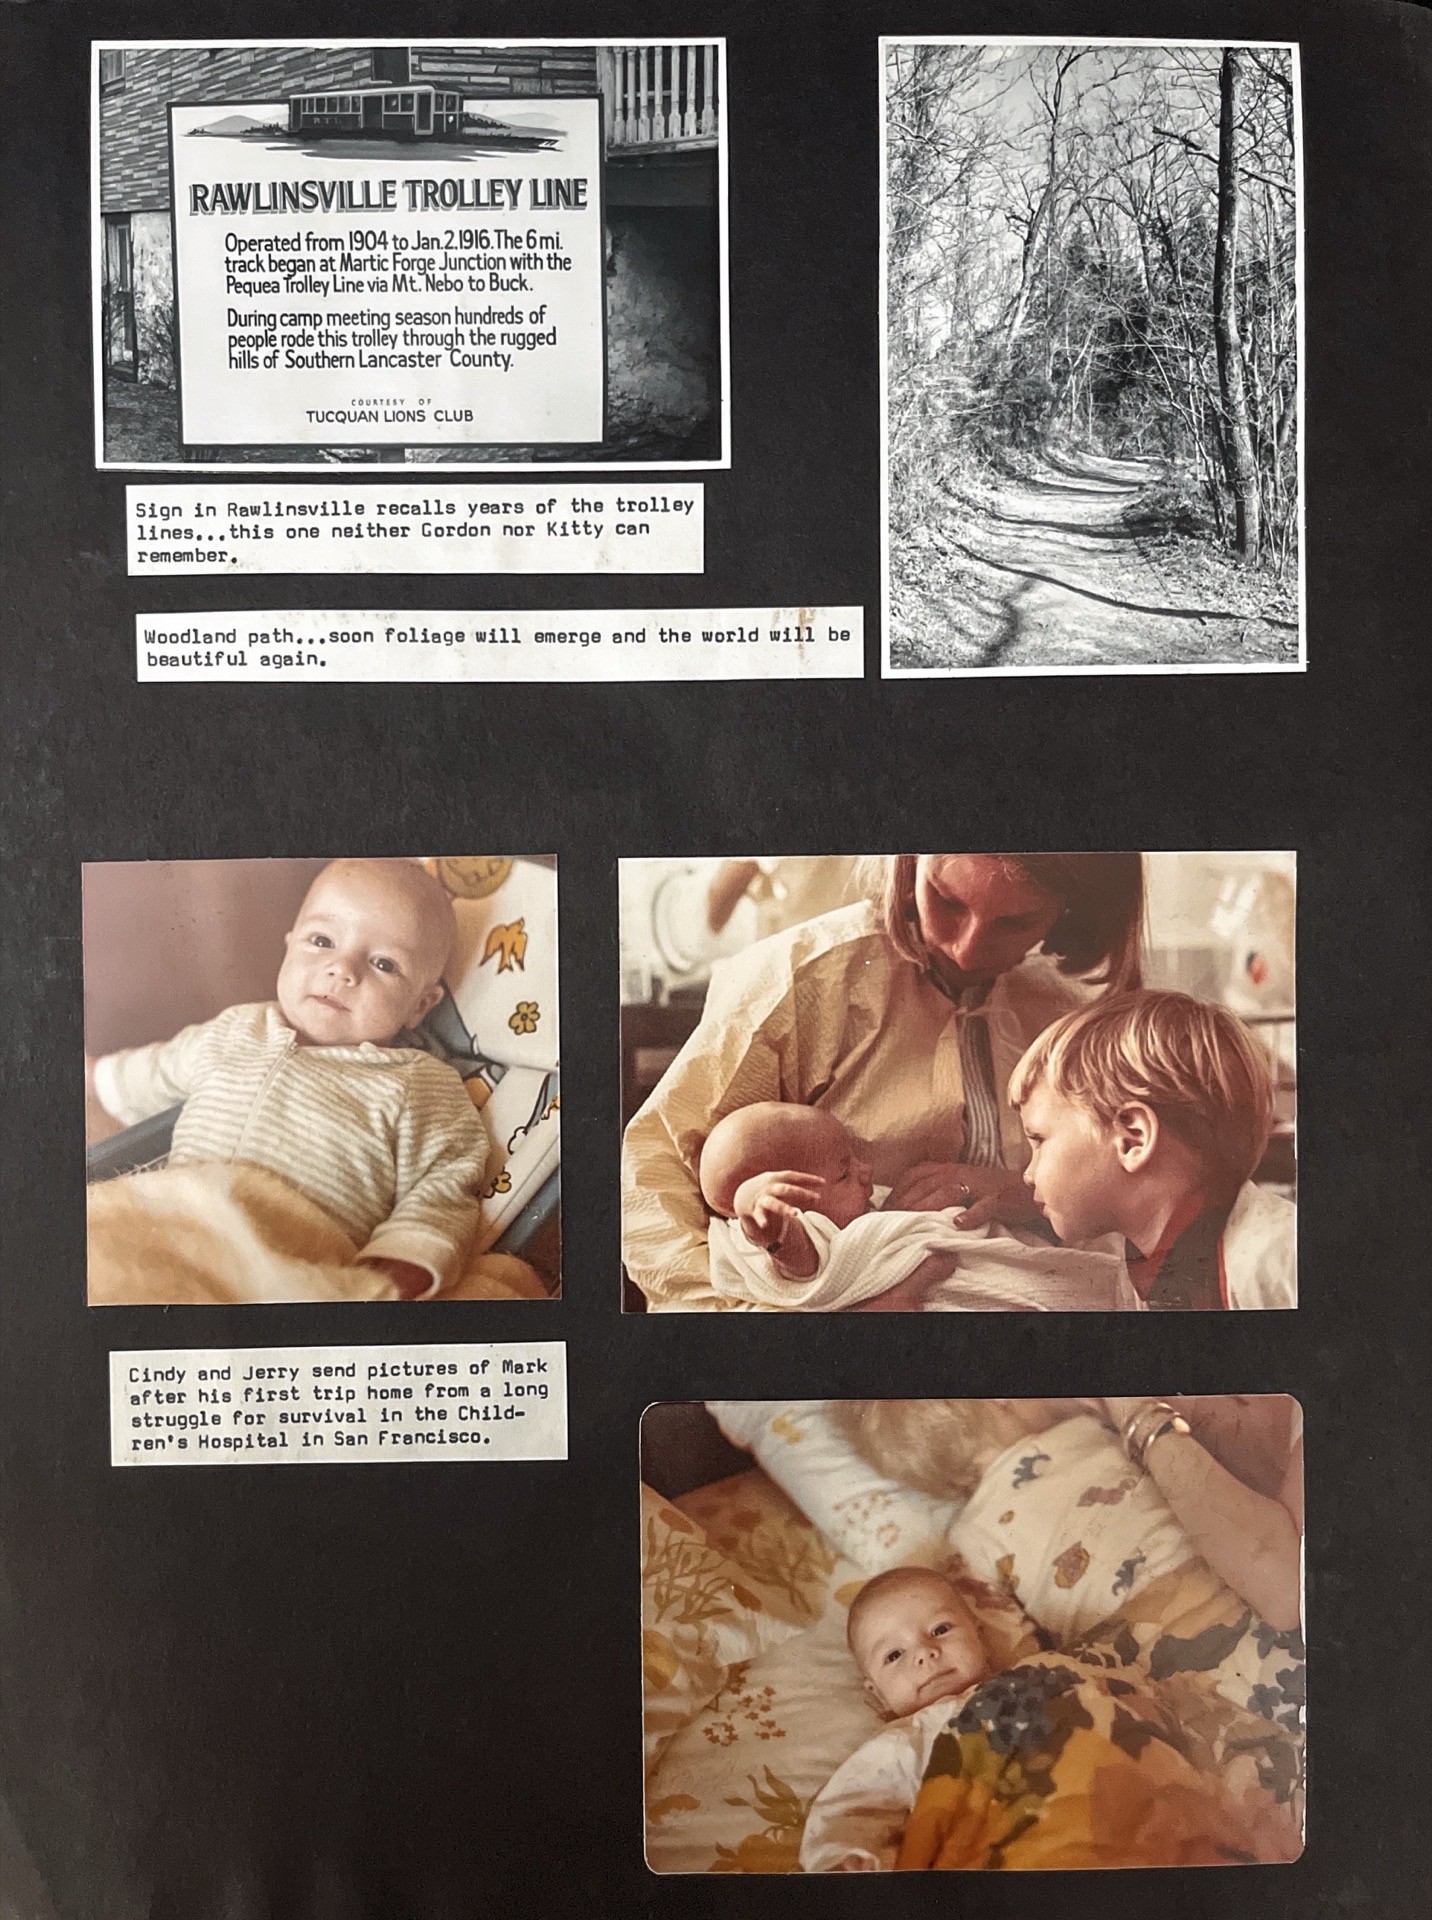 RTL
RAWLINSVILLE TROLLEY LINE
Operated from 1904 to Jan.2.1916.The 6 mi.
track began at Martic Forge Junction with the
Pequea Trolley Line via Mt. Nebo to Buck.
During camp meeting season hundreds of
people rode this trolley through the rugged
hills of Southern Lancaster County.
COURTESY OF
TUCQUAN LIONS CLUB
Sign in Rawlinsville recalls years of the trolley
lines...this one neither Gordon nor Kitty can
remember.
Woodland path...soon foliage will emerge and the world will be
beautiful again.
Cindy and Jerry send pictures of Mark
after his first trip home from a long
struggle for survival in the Child-
ren's Hospital in San Francisco.